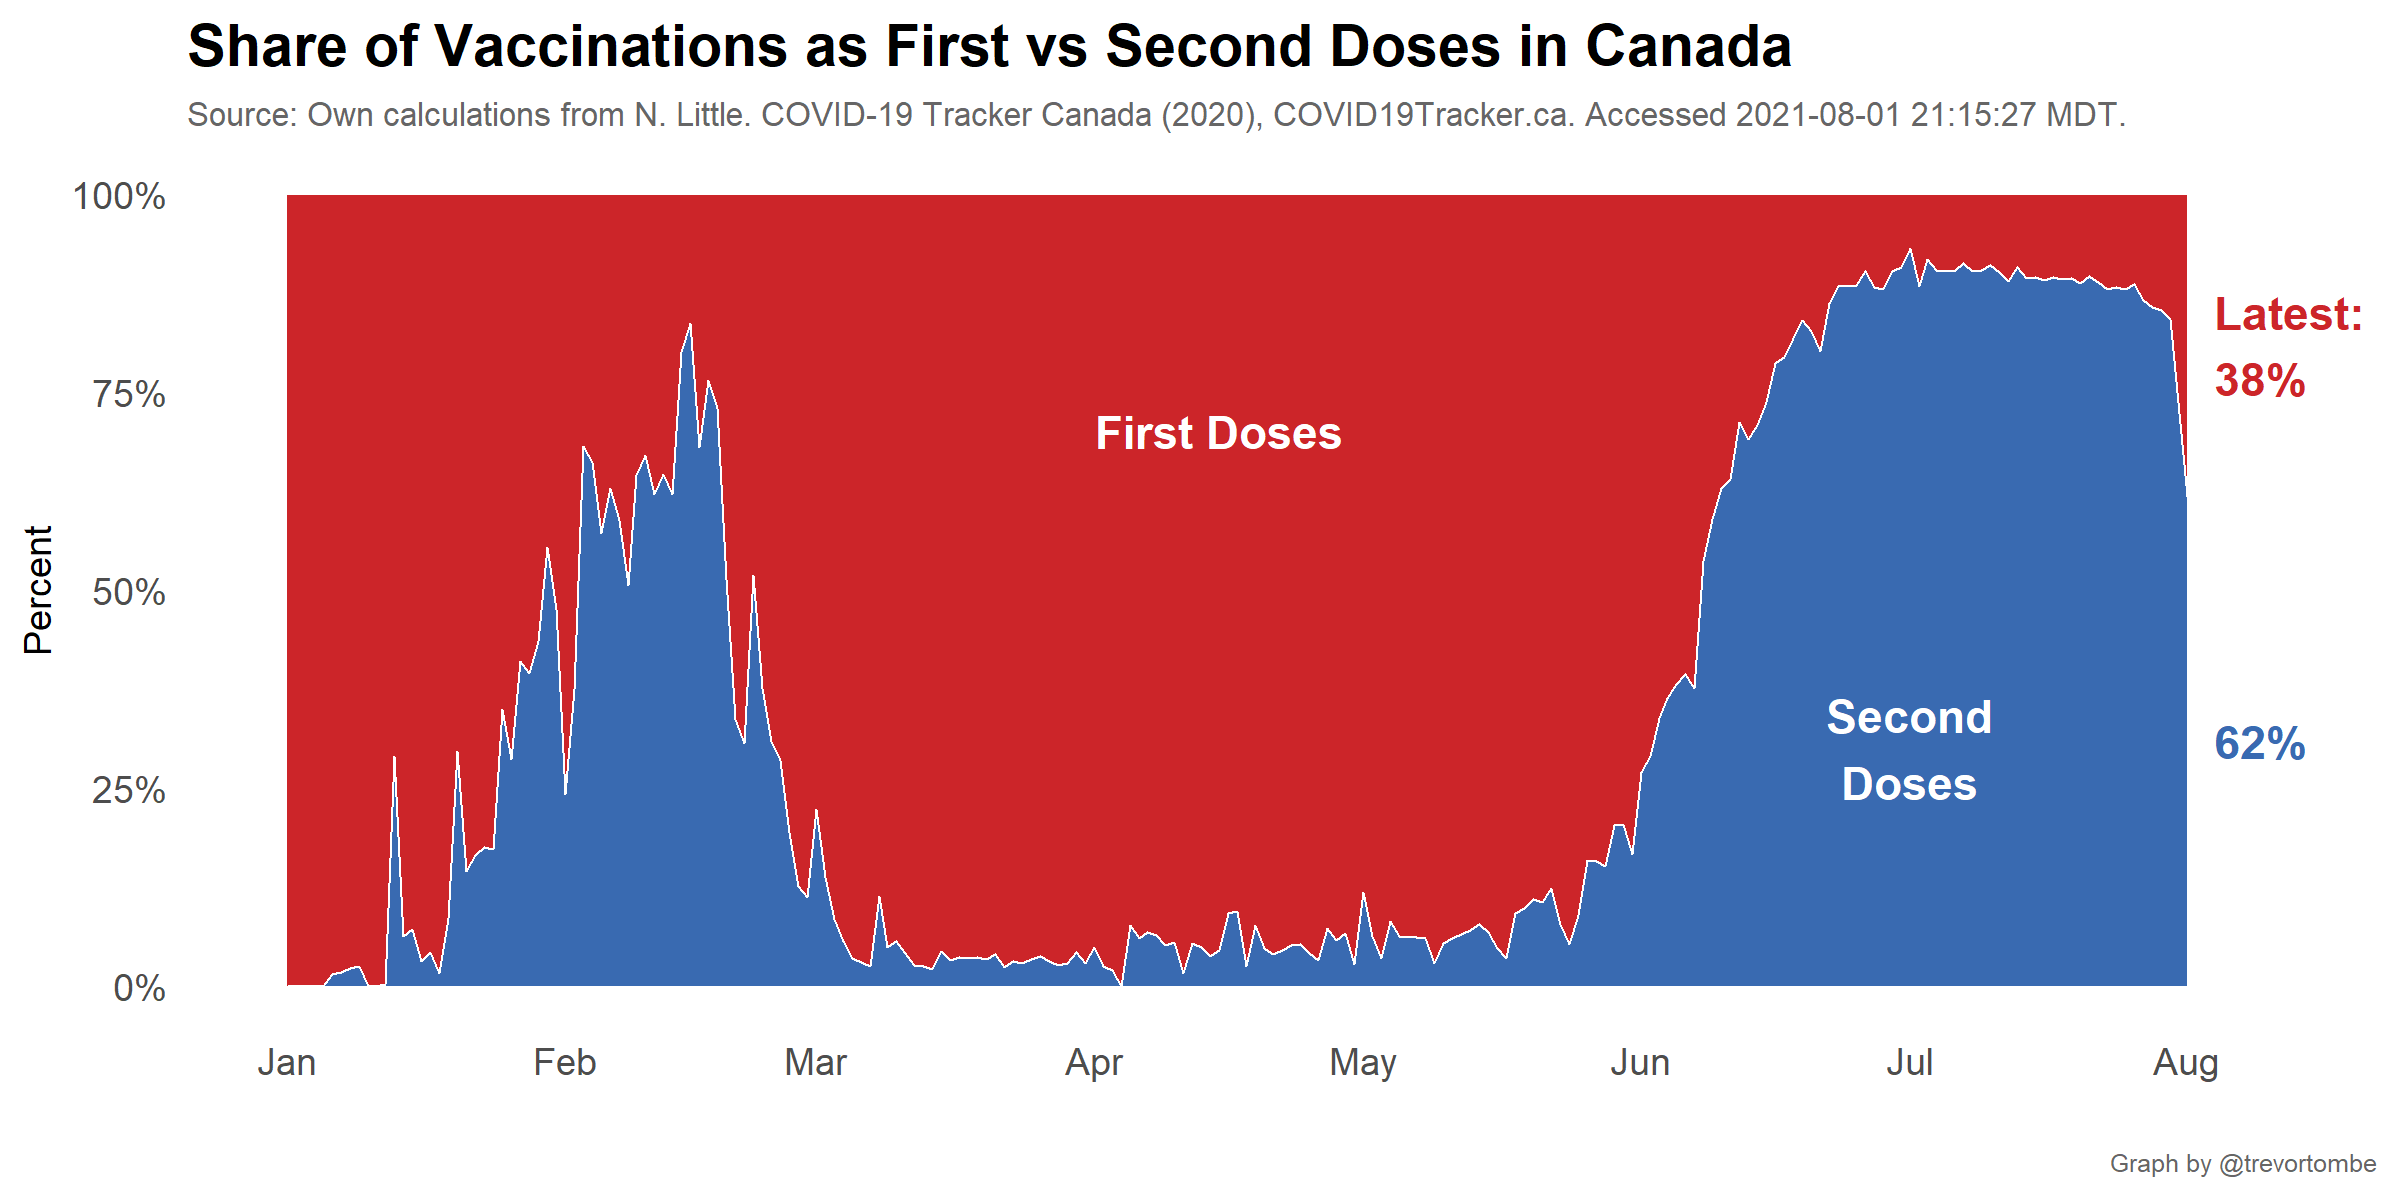 Share of Vaccinations as First vs Second Doses in Canada
Source: Own calculations from N. Little. COVID-19 Tracker Canada (2020), COVID19Tracker.ca. Accessed 2021-08-01 21:15:27 MDT.
Percent
100%
75%
50%
25%
0%
First Doses
Second
Doses
Latest:
38%
62%
Jan
Feb
Mar
Apr
May
Jun
Jul
Aug
Graph by @trevortombe